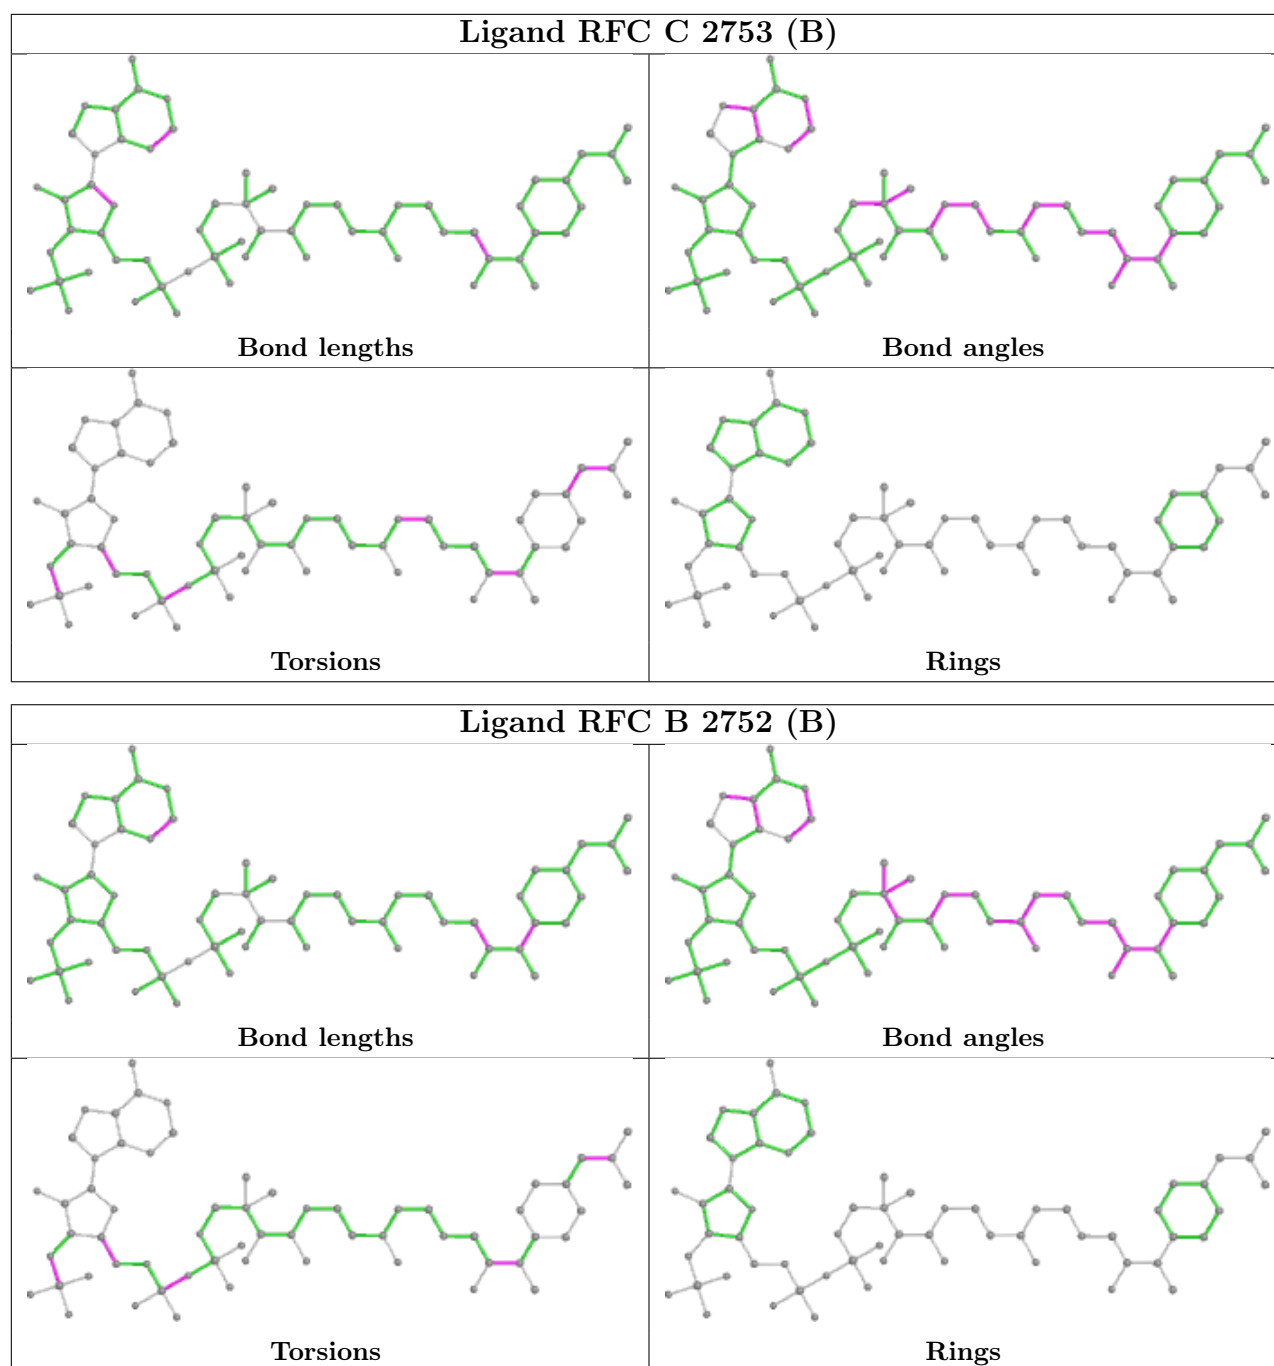 Ligand RFC C 2753 (B)
Bond lengths
Bond angles
Torsions
Rings
Ligand RFC B 2752 (B)
Bond lengths
Bond angles
Torsions
Rings